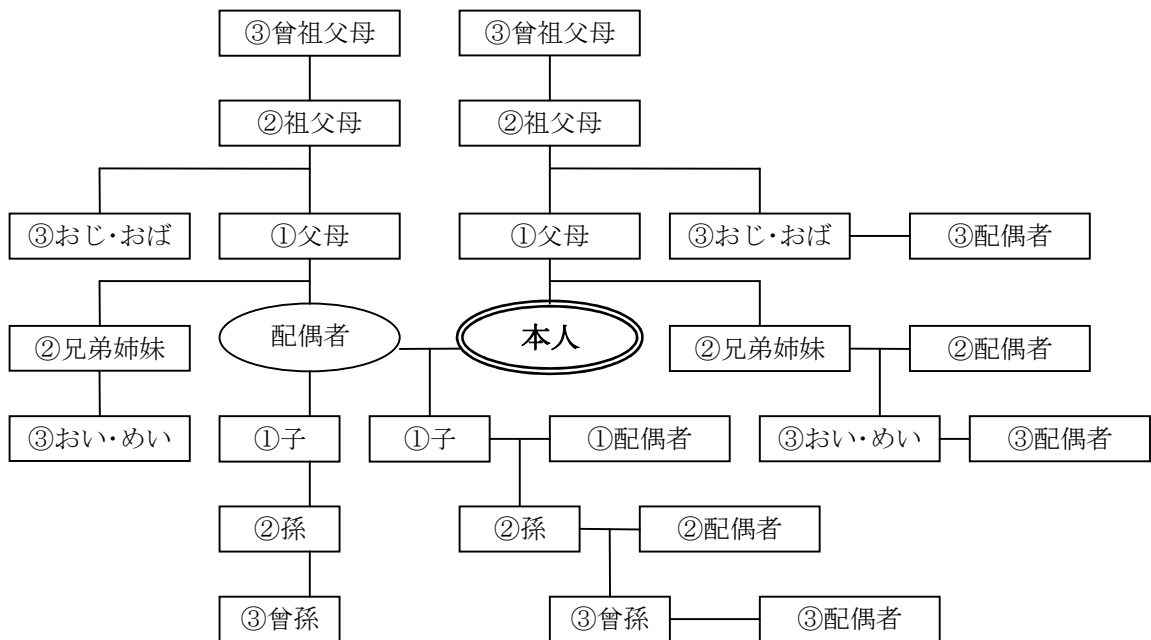 ③曾祖父母 ③曾祖父母
②祖父母 ②祖父母
③おじ・おば ①父母 ①父母 ③おじ・おば ③配偶者
②兄弟姉妹 配偶者 本人 ②兄弟姉妹 ②配偶者
③おい・めい ①子 ①子 ①配偶者 ③おい・めい ③配偶者
②孫 ②孫 ②配偶者
③曾孫 ③曾孫 ③配偶者